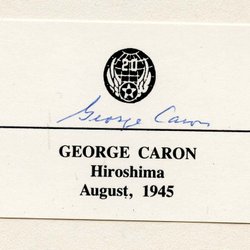 20
George Caron
GEORGE CARON
Hiroshima
August, 1945